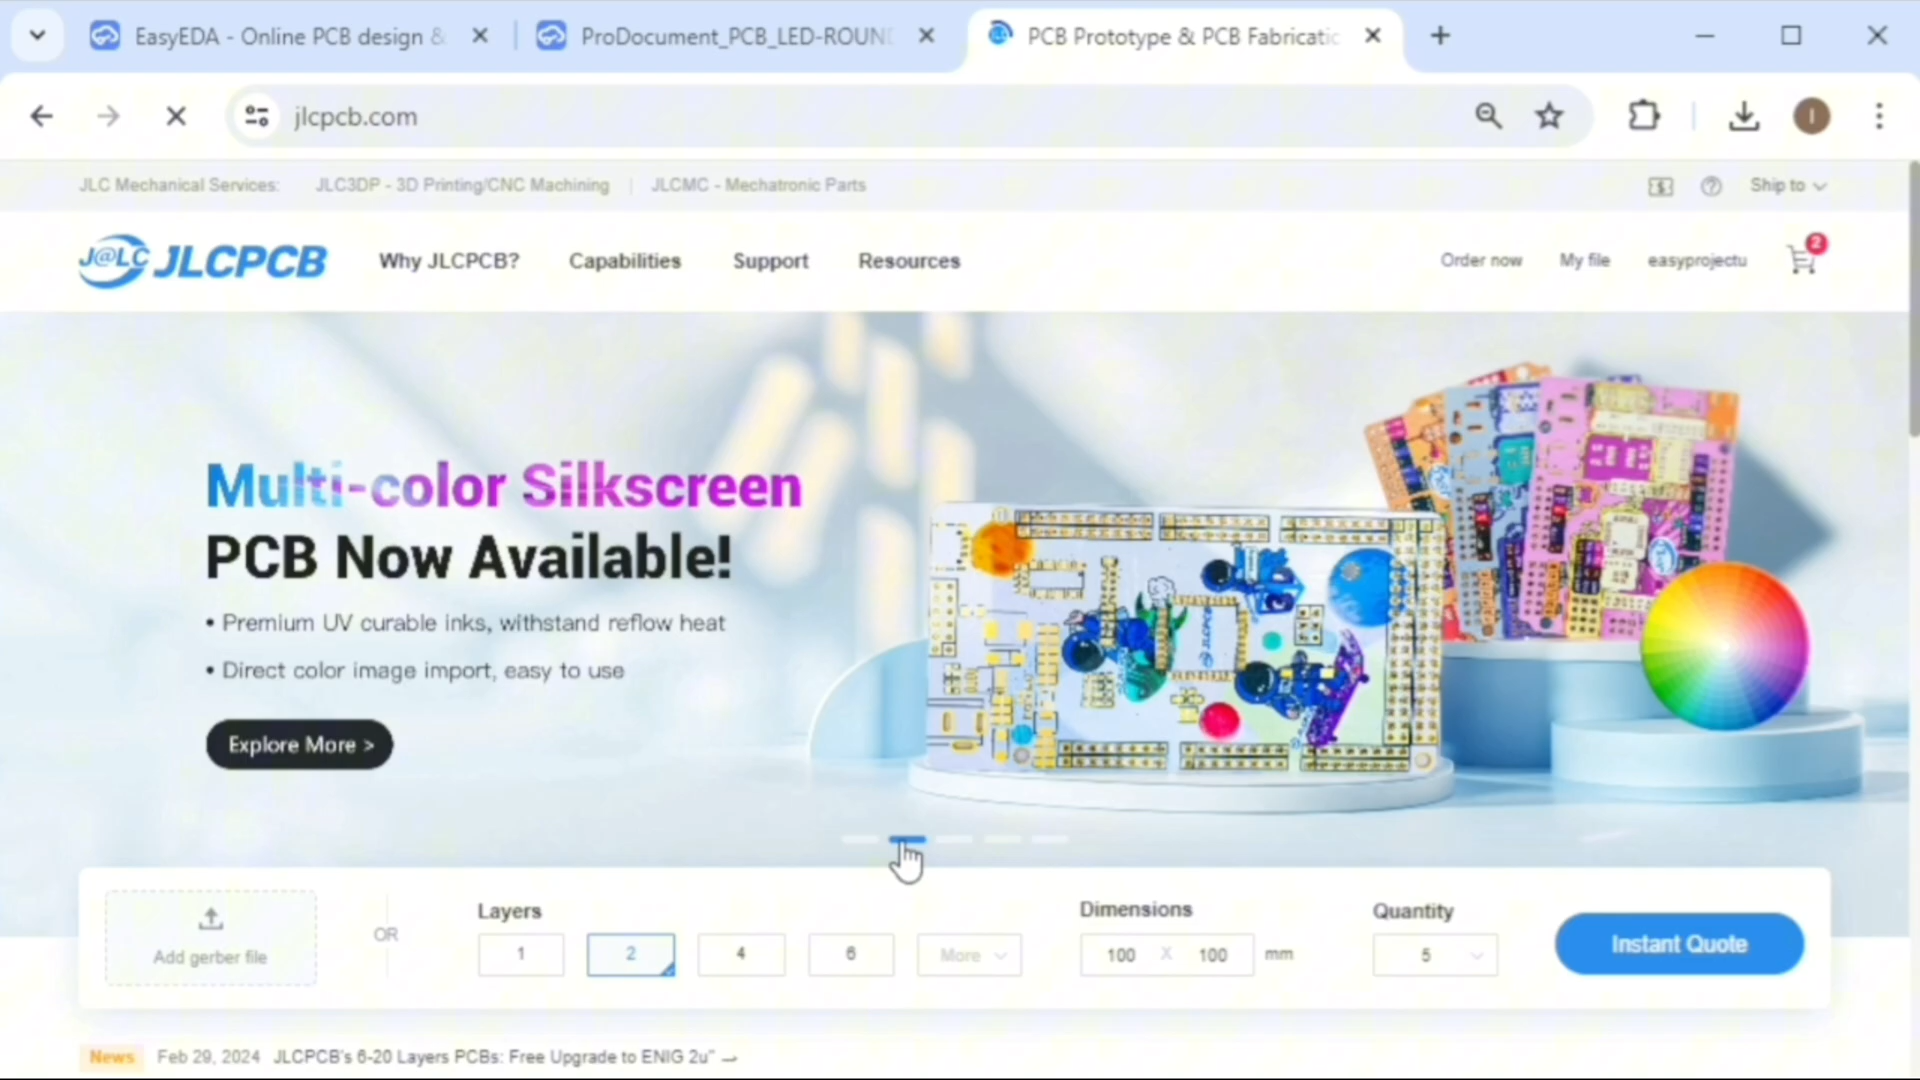 EasyEDA - Online PCB design &
ProDocument_PCB_LED-ROUN
PCB Prototype & PCB Fabricatic
jlcpcb.com
I
JLC Mechanical Services:
JLC3DP - 3D Printing/CNC Machining
JLCMC - Mechatronic Parts
Ship to
J@LC JLCPCB
Why JLCPCB?
Capabilities
Support
Resources
Order now
My file
easyprojectu
2
Multi-color Silkscreen
PCB Now Available!
• Premium UV curable inks, withstand reflow heat
• Direct color image import, easy to use
Explore More >
JLCPCB
Add gerber file
OR
Layers
1
2
4
6
More
Dimensions
100 X 100 mm
Quantity
5
Instant Quote
News
Feb 29, 2024 JLCPCB's 6-20 Layers PCBs: Free Upgrade to ENIG 2u"